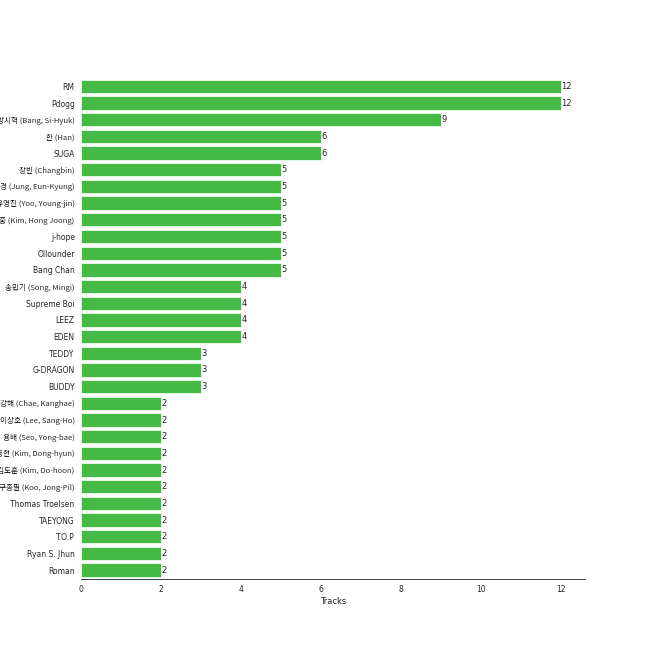 RM 12
Pdogg 12
방시혁 (Bang, Si-Hyuk) 9
한 (Han) 6
SUGA 6
창빈 (Changbin) 5
경 (Jung, Eun-Kyung) 5
유영진 (Yoo, Young-jin) 5
중 (Kim, Hong Joong) 5
j-hope 5
Ollounder 5
Bang Chan 5
송민기 (Song, Mingi) 4
Supreme Boi 4
LEEZ 4
EDEN 4
TEDDY 3
G-DRAGON 3
BUDDY 3
강해 (Chae, Kanghae) 2
이상호 (Lee, Sang-Ho) 2
용배 (Seo, Yong-bae) 2
동현 (Kim, Dong-hyun) 2
김도훈 (Kim, Do-hoon) 2
구종필 (Koo, Jong-Pil) 2
Thomas Troelsen 2
TAEYONG 2
T.O.P 2
Ryan S. Jhun 2
Roman 2
0 2 4 6 8 10 12
Tracks